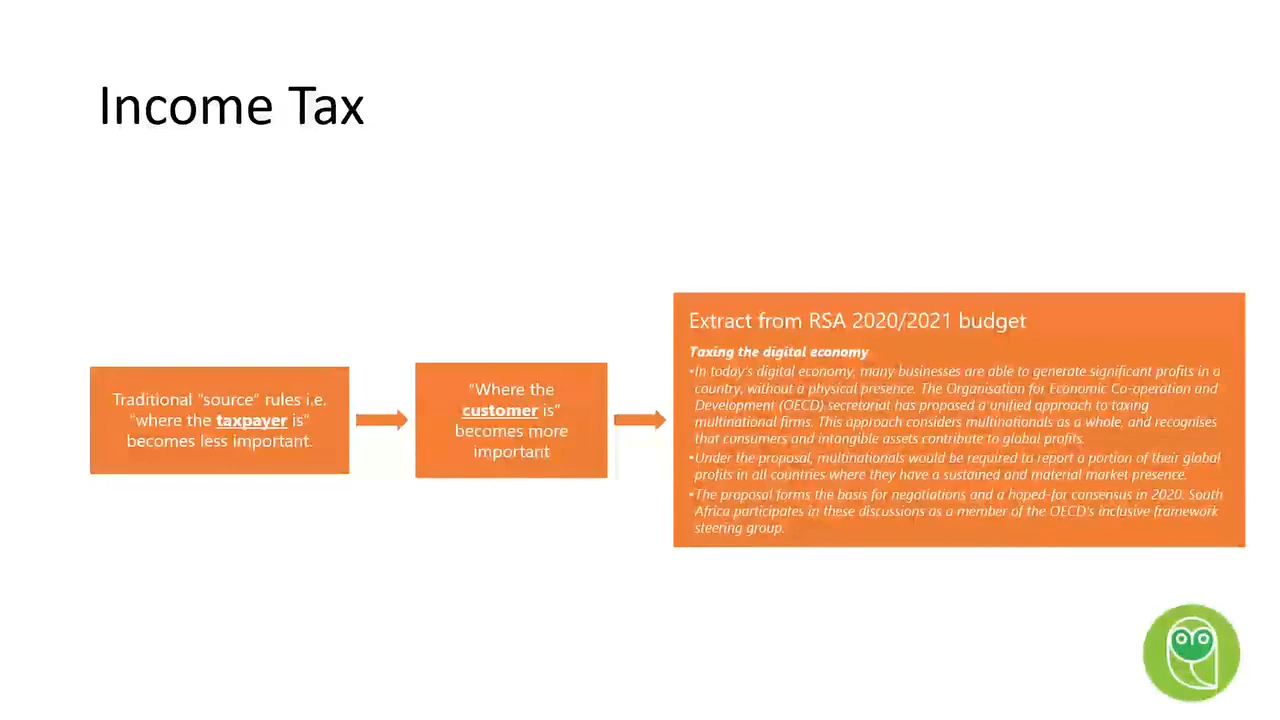 Income Tax
Traditional "source" rules i.e.
"where the taxpayer is"
becomes less important.
"Where the
customer is"
becomes more
important
Extract from RSA 2020/2021 budget
Taxing the digital economy
•In today's digital economy, many businesses are able to generate significant profits in a
country, without a physical presence. The Organisation for Economic Co-operation and
Development (OECD) secretariat has proposed a unified approach to taxing
multinational firms. This approach considers multinationals as a whole, and recognises
that consumers and intangible assets contribute to global profits.
•Under the proposal, multinationals would be required to report a portion of their global
profits in all countries where they have a sustained and material market presence.
•The proposal forms the basis for negotiations and a hoped-for consensus in 2020. South
Africa participates in these discussions as a member of the OECD's inclusive framework
steering group.